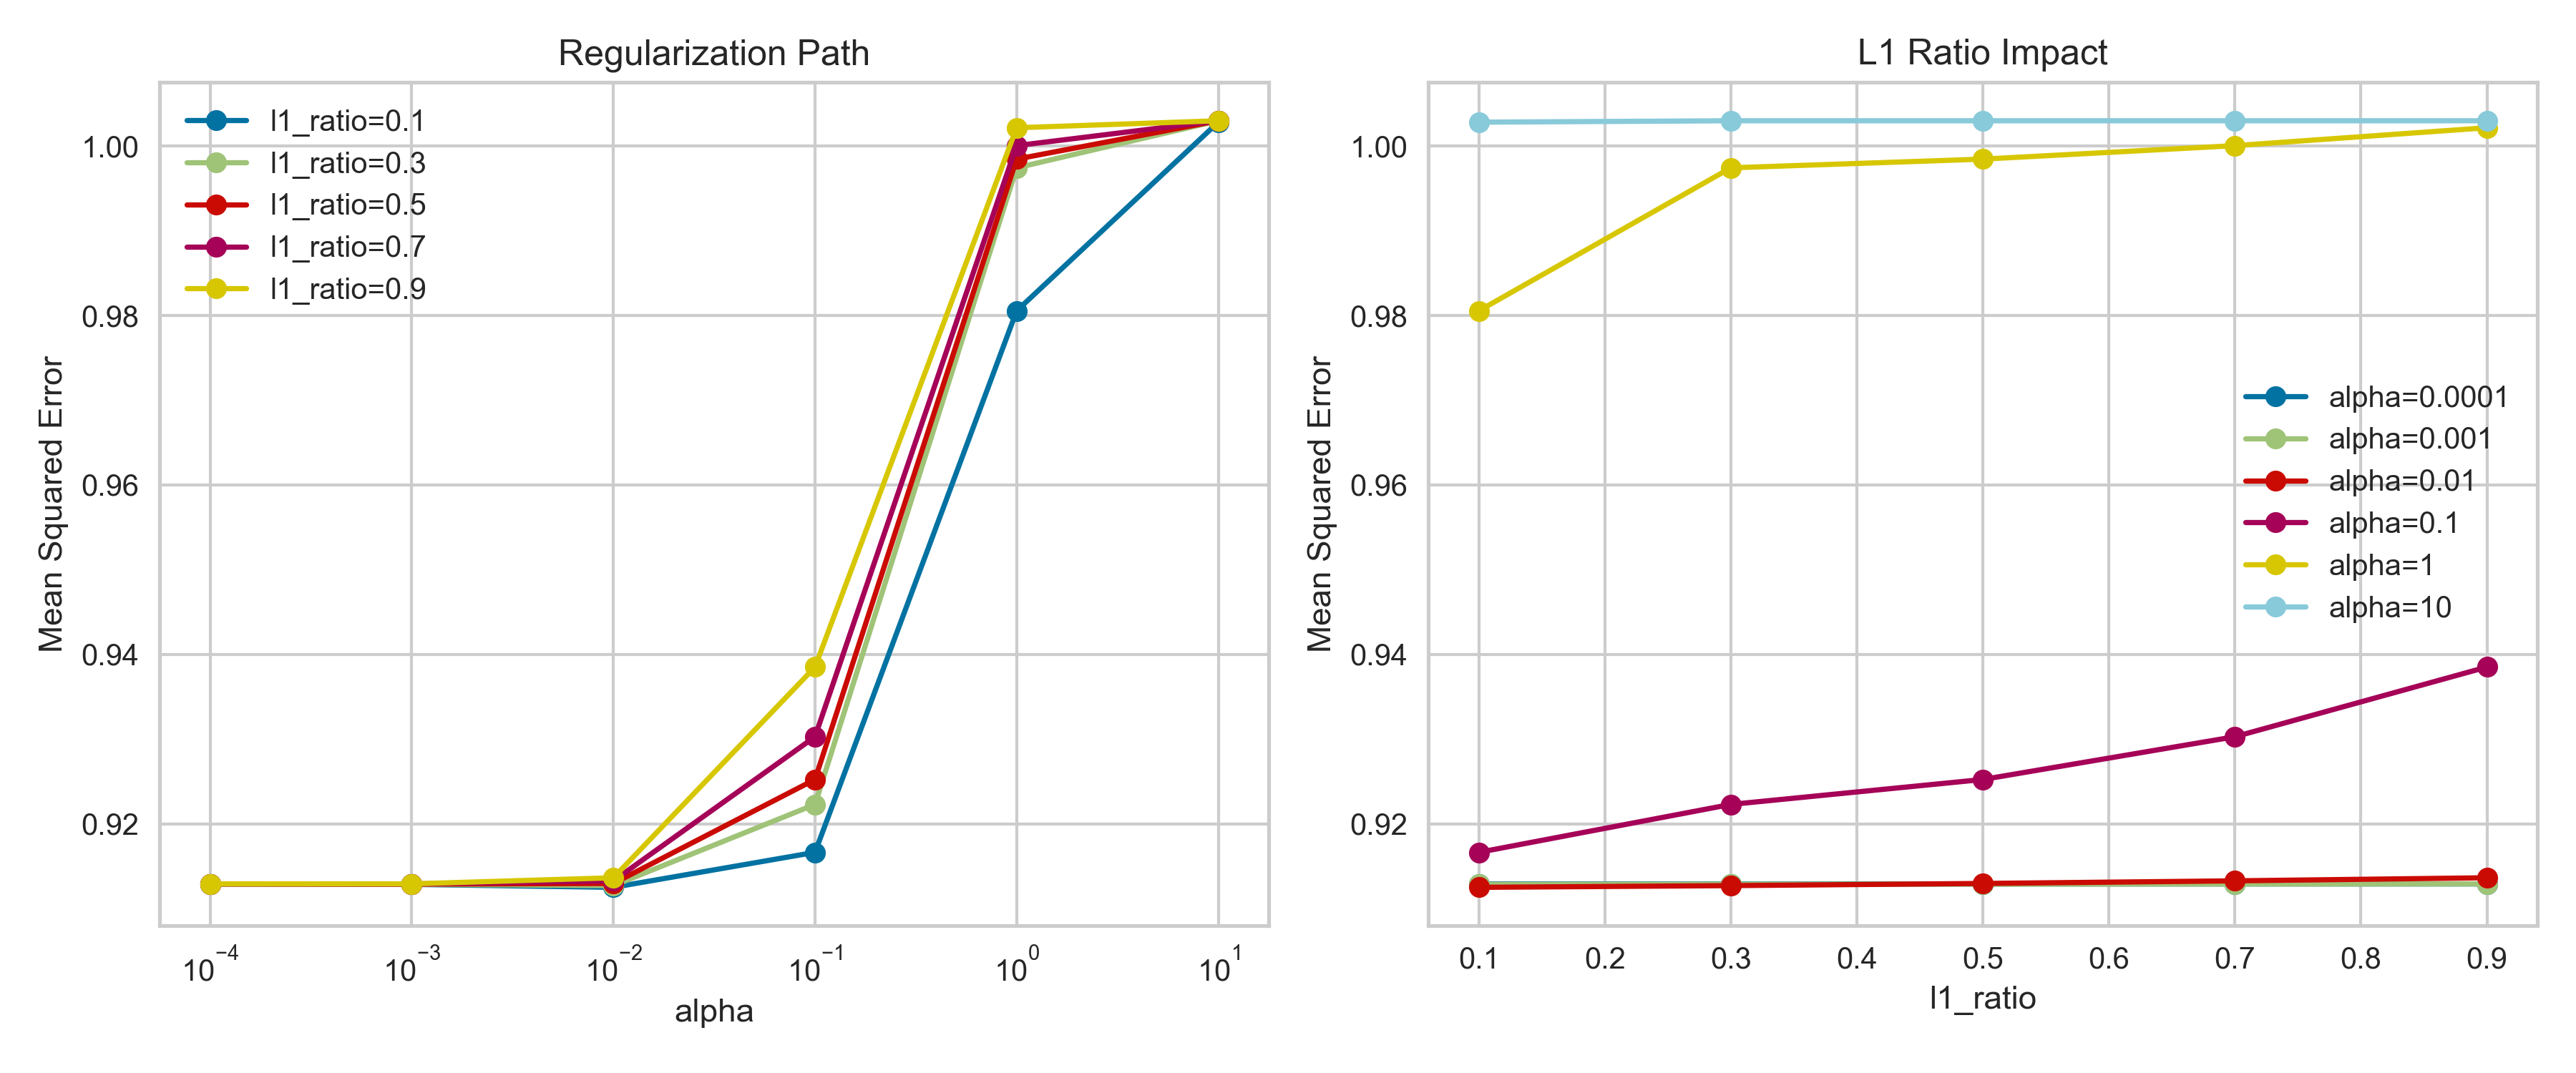 Regularization Path
l1_ratio=0.1
l1_ratio=0.3
l1_ratio=0.5
l1_ratio=0.7
l1_ratio=0.9
Mean Squared Error
1.00
0.98
0.96
0.94
0.92
10⁻⁴ 10⁻³ 10⁻² 10⁻¹ 10⁰ 10¹
alpha
L1 Ratio Impact
Mean Squared Error
1.00
0.98
0.96
0.94
0.92
alpha=0.0001
alpha=0.001
alpha=0.01
alpha=0.1
alpha=1
alpha=10
0.1 0.2 0.3 0.4 0.5 0.6 0.7 0.8 0.9
l1_ratio